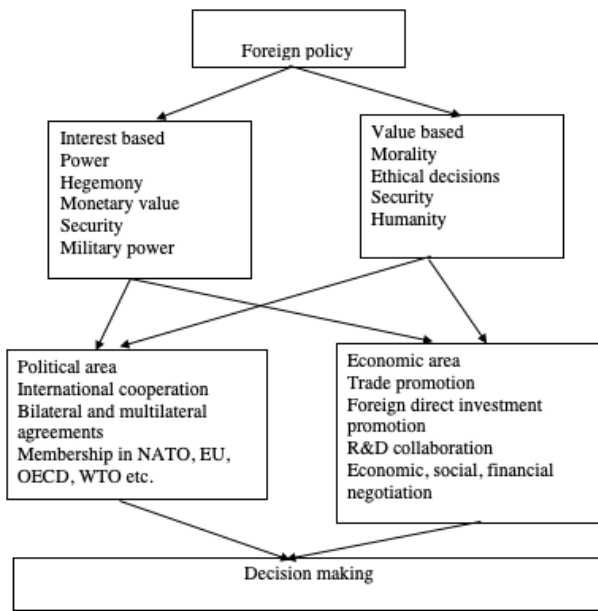 Foreign policy
Interest based
Power
Hegemony
Monetary value
Security
Military power
Value based
Morality
Ethical decisions
Security
Humanity
Political area
International cooperation
Bilateral and multilateral
agreements
Membership in NATO, EU,
OECD, WTO etc.
Economic area
Trade promotion
Foreign direct investment
promotion
R&D collaboration
Economic, social, financial
negotiation
Decision making